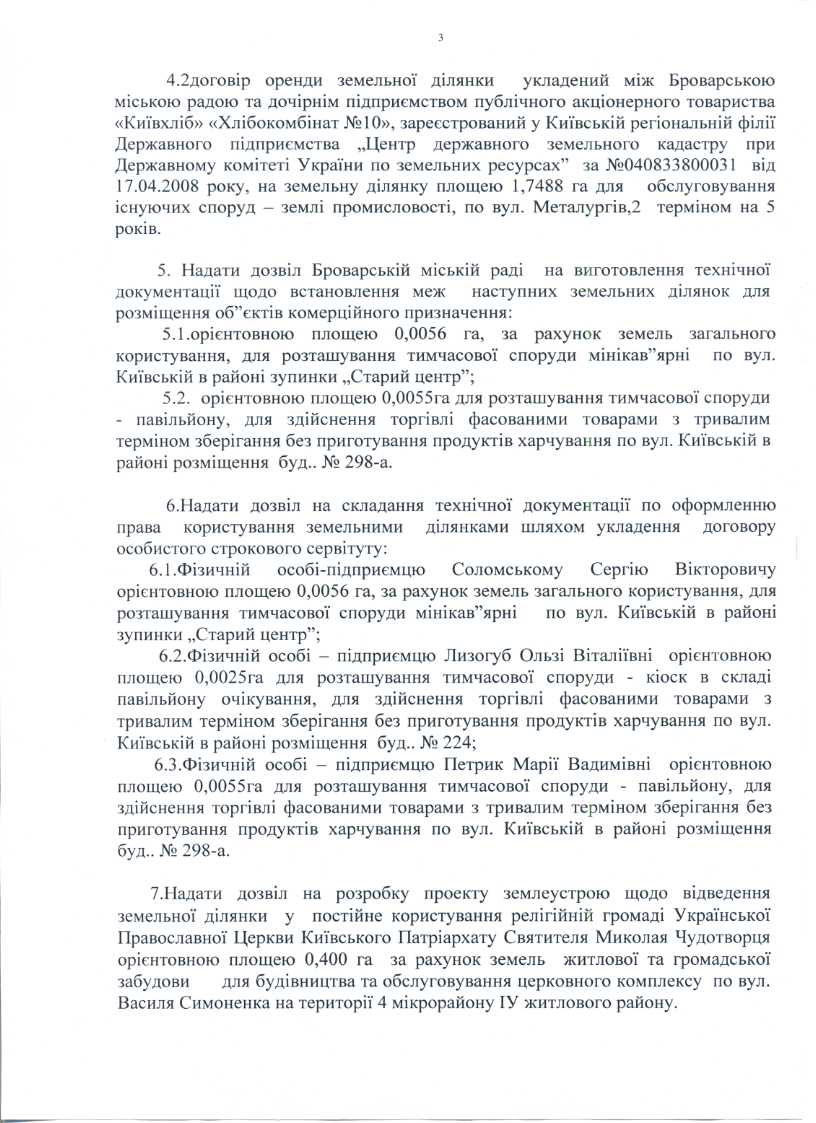 3
4.2договір оренди земельної ділянки укладений між Броварською
міською радою та дочірнім підприємством публічного акціонерного товариства
«Київхліб» «Хлібокомбінат №10», зареєстрований у Київській регіональній філії
Державного підприємства „Центр державного земельного кадастру при
Державному комітеті України по земельних ресурсах” за №040833800031 від
17.04.2008 року, на земельну ділянку площею 1,7488 га для обслуговування
існуючих споруд – землі промисловості, по вул. Металургів,2 терміном на 5
років.
5. Надати дозвіл Броварській міській раді на виготовлення технічної
документації щодо встановлення меж наступних земельних ділянок для
розміщення об”єктів комерційного призначення:
5.1.орієнтовною площею 0,0056 га, за рахунок земель загального
користування, для розташування тимчасової споруди мінікав”ярні по вул.
Київській в районі зупинки „Старий центр”;
5.2. орієнтовною площею 0,0055га для розташування тимчасової споруди
- павільйону, для здійснення торгівлі фасованими товарами з тривалим
терміном зберігання без приготування продуктів харчування по вул. Київській в
районі розміщення буд.. № 298-а.
6.Надати дозвіл на складання технічної документації по оформленню
права користування земельними ділянками шляхом укладення договору
особистого строкового сервітуту:
6.1.Фізичній особі-підприємцю Соломському Сергію Вікторовичу
орієнтовною площею 0,0056 га, за рахунок земель загального користування, для
розташування тимчасової споруди мінікав”ярні по вул. Київській в районі
зупинки „Старий центр”;
6.2.Фізичній особі – підприємцю Лизогуб Ользі Віталіївні орієнтовною
площею 0,0025га для розташування тимчасової споруди - кіоск в складі
павільйону очікування, для здійснення торгівлі фасованими товарами з
тривалим терміном зберігання без приготування продуктів харчування по вул.
Київській в районі розміщення буд.. № 224;
6.3.Фізичній особі – підприємцю Петрик Марії Вадимівні орієнтовною
площею 0,0055га для розташування тимчасової споруди - павільйону, для
здійснення торгівлі фасованими товарами з тривалим терміном зберігання без
приготування продуктів харчування по вул. Київській в районі розміщення
буд.. № 298-а.
7.Надати дозвіл на розробку проекту землеустрою щодо відведення
земельної ділянки у постійне користування релігійній громаді Української
Православної Церкви Київського Патріархату Святителя Миколая Чудотворця
орієнтовною площею 0,400 га за рахунок земель житлової та громадської
забудови для будівництва та обслуговування церковного комплексу по вул.
Василя Симоненка на території 4 мікрорайону ІУ житлового району.